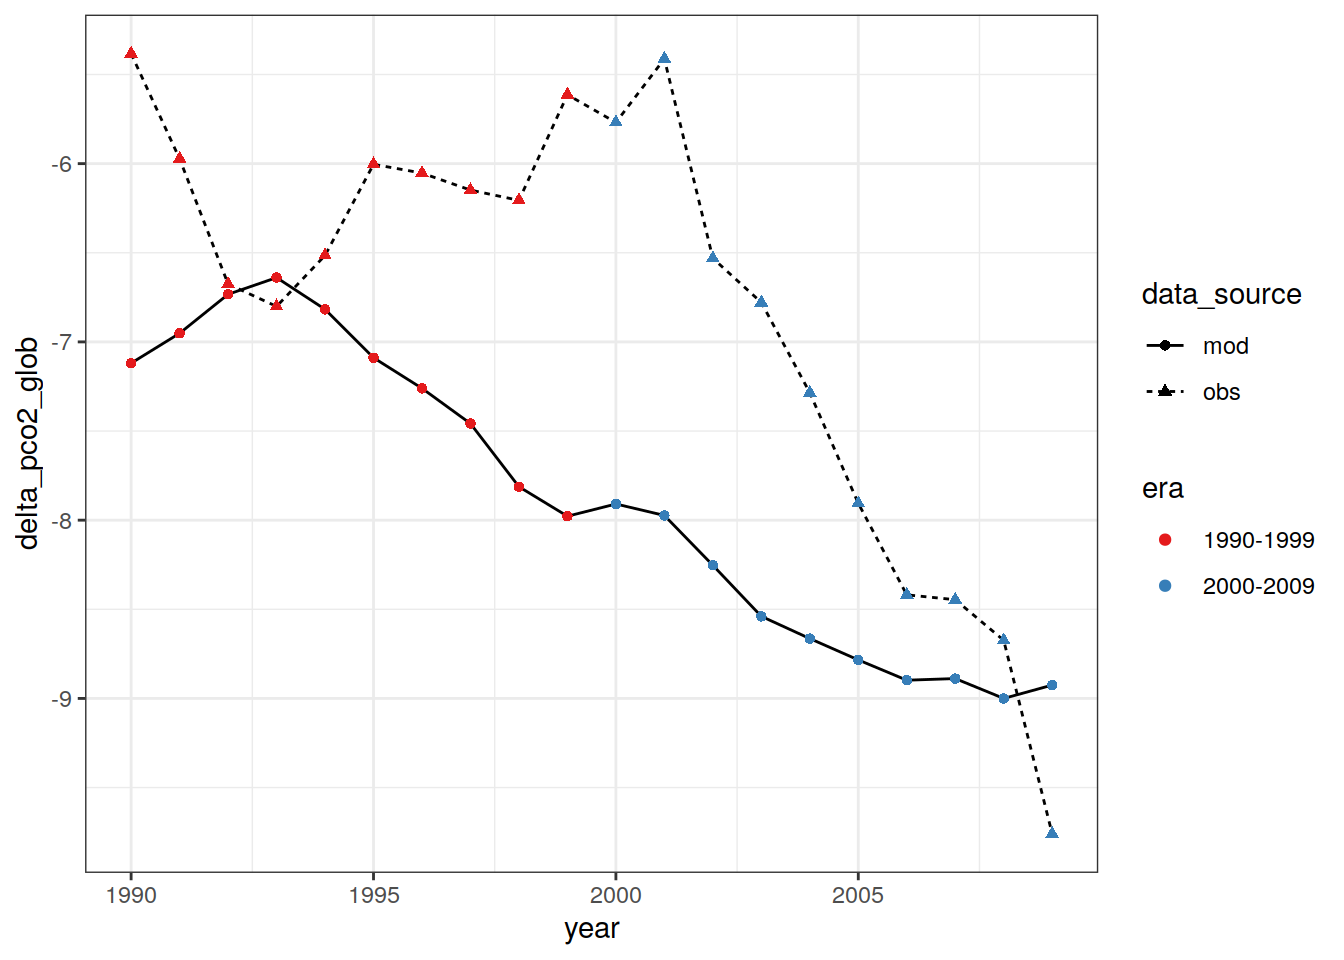 delta_pco2_glob
-6
-7
-8
-9
1990 1995 2000 2005
year
data_source
mod
obs
era
1990-1999
2000-2009